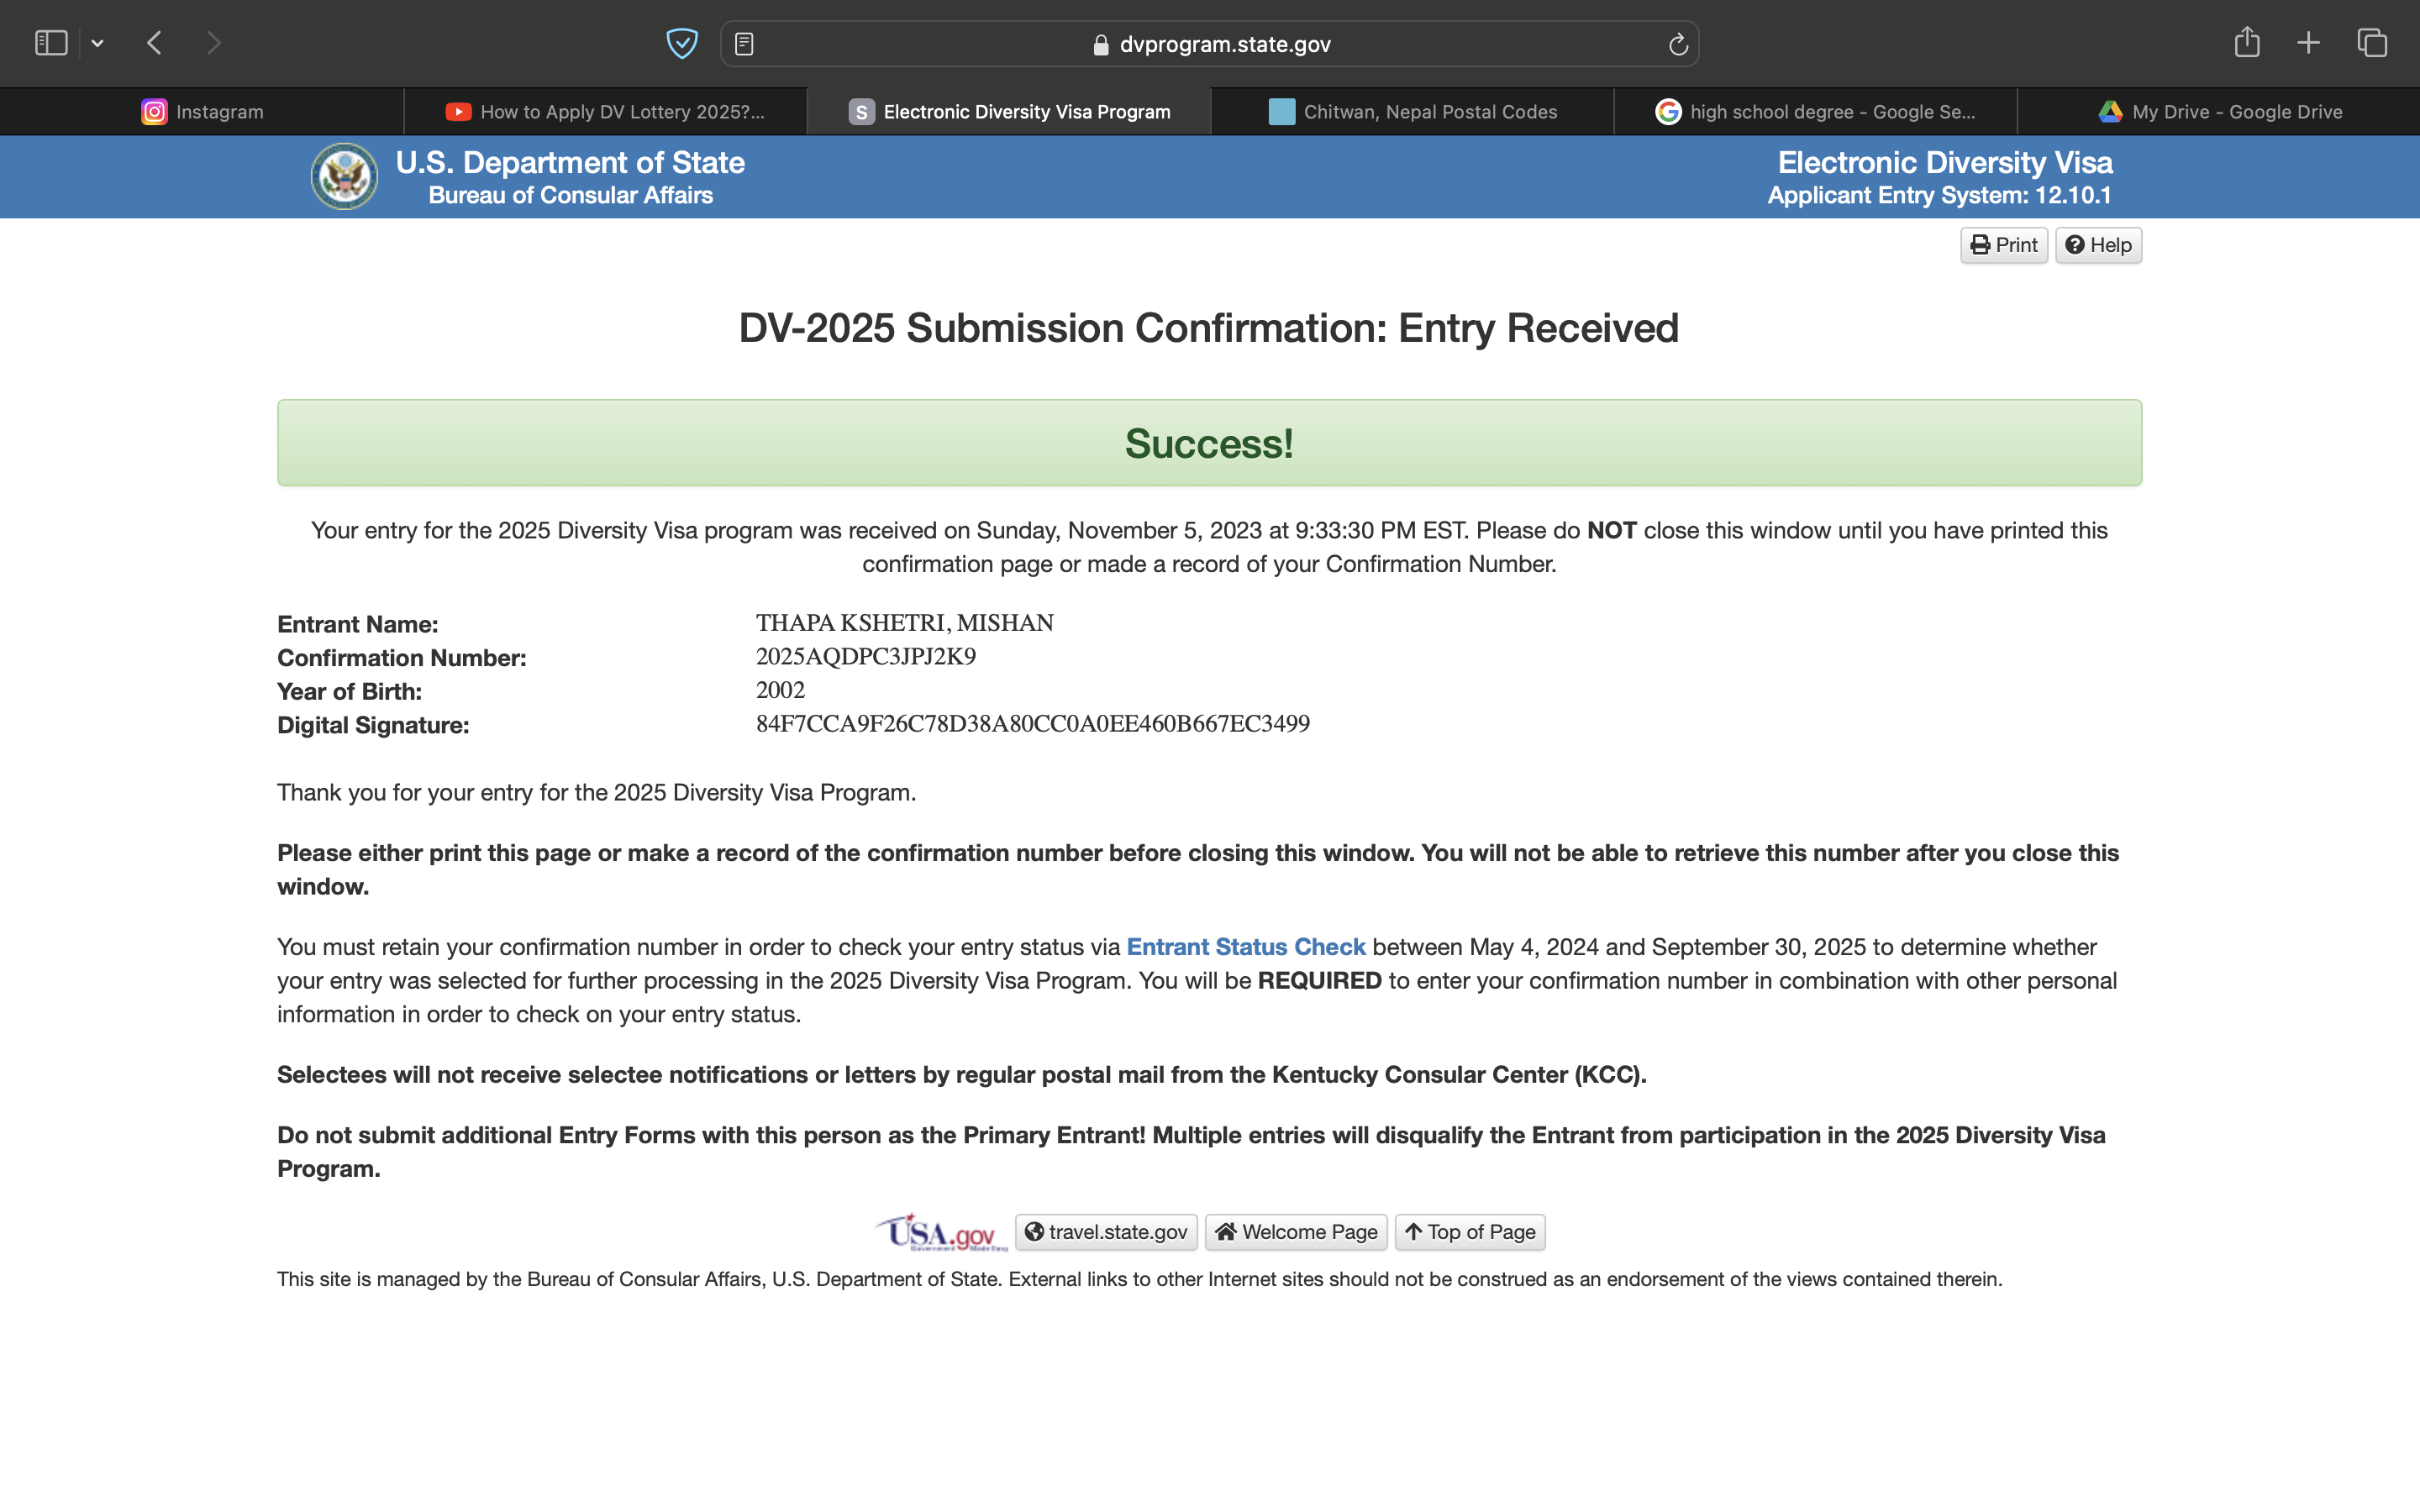 dvprogram.state.gov
Instagram
How to Apply DV Lottery 2025?...
S Electronic Diversity Visa Program
Chitwan, Nepal Postal Codes
high school degree - Google Se...
My Drive - Google Drive
U.S. Department of State
Bureau of Consular Affairs
Electronic Diversity Visa
Applicant Entry System: 12.10.1
Print
Help
DV-2025 Submission Confirmation: Entry Received
Success!
Your entry for the 2025 Diversity Visa program was received on Sunday, November 5, 2023 at 9:33:30 PM EST. Please do NOT close this window until you have printed this
confirmation page or made a record of your Confirmation Number.
Entrant Name: THAPA KSHETRI, MISHAN
Confirmation Number: 2025AQDPC3JPJ2K9
Year of Birth: 2002
Digital Signature: 84F7CCA9F26C78D38A80CC0A0EE460B667EC3499
Thank you for your entry for the 2025 Diversity Visa Program.
Please either print this page or make a record of the confirmation number before closing this window. You will not be able to retrieve this number after you close this
window.
You must retain your confirmation number in order to check your entry status via Entrant Status Check between May 4, 2024 and September 30, 2025 to determine whether
your entry was selected for further processing in the 2025 Diversity Visa Program. You will be REQUIRED to enter your confirmation number in combination with other personal
information in order to check on your entry status.
Selectees will not receive selectee notifications or letters by regular postal mail from the Kentucky Consular Center (KCC).
Do not submit additional Entry Forms with this person as the Primary Entrant! Multiple entries will disqualify the Entrant from participation in the 2025 Diversity Visa
Program.
USA.gov
travel.state.gov
Welcome Page
Top of Page
This site is managed by the Bureau of Consular Affairs, U.S. Department of State. External links to other Internet sites should not be construed as an endorsement of the views contained therein.